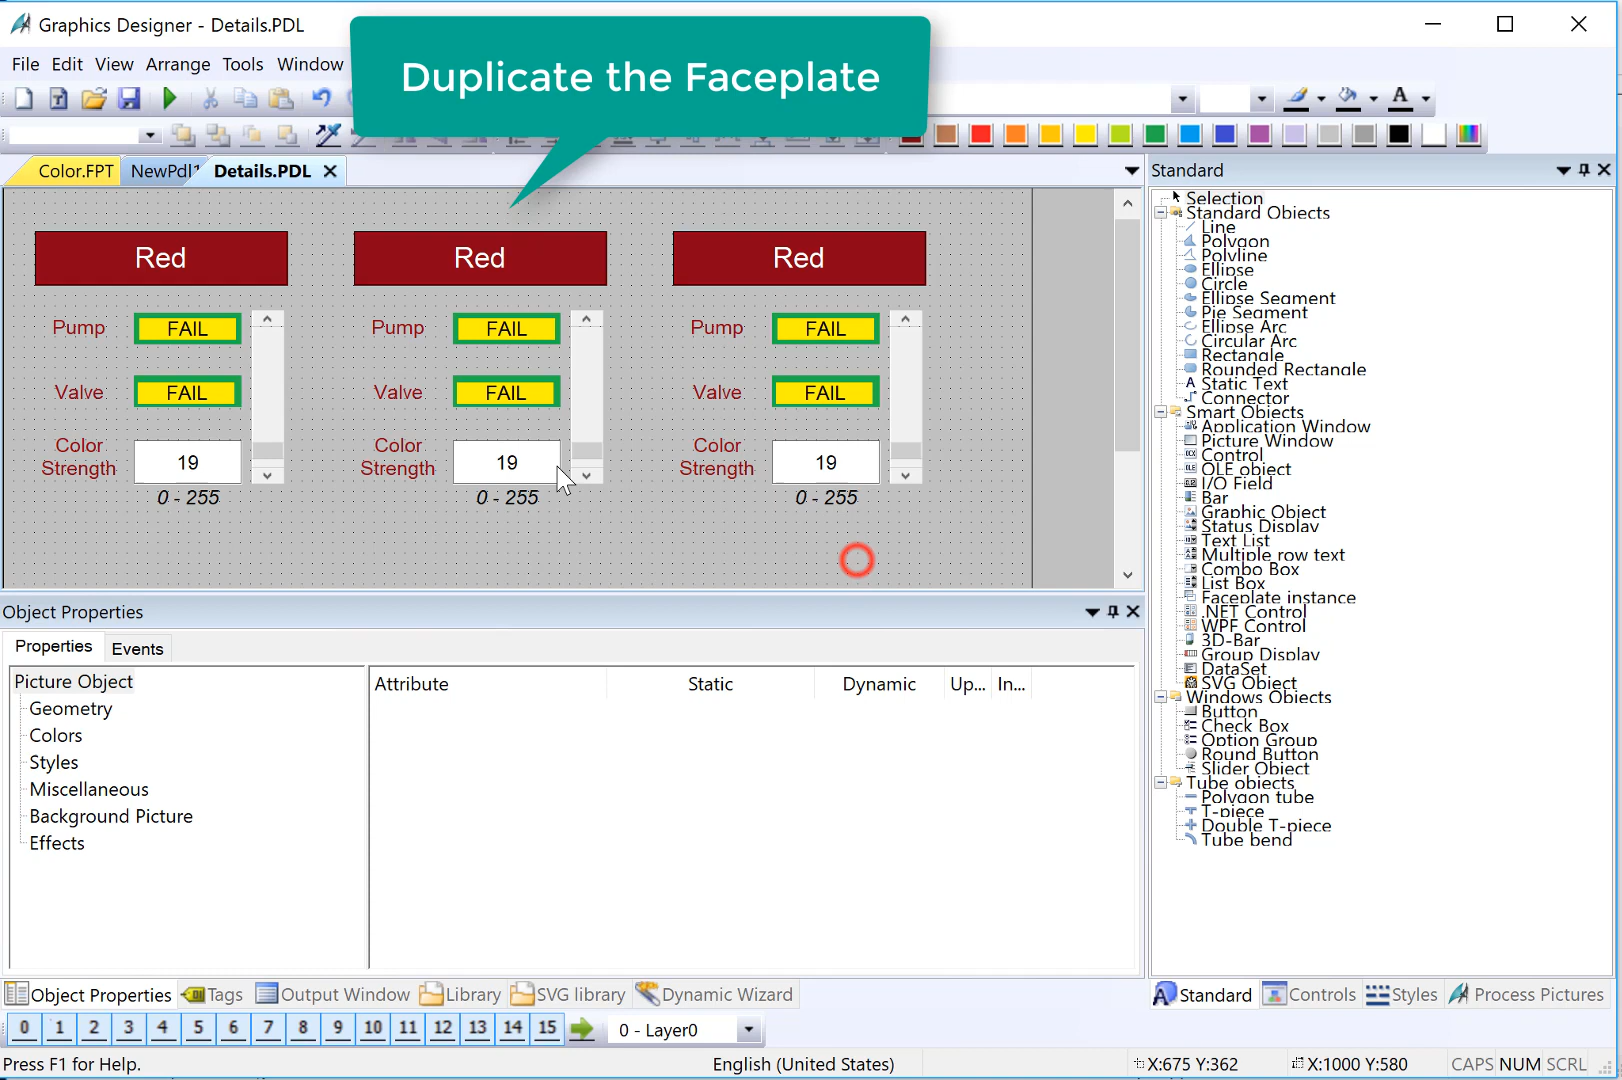 Graphics Designer - Details.PDL
Duplicate the Faceplate
File Edit View Arrange Tools Window
A
Color.FPT NewPdl1 Details.PDL
Standard
Red Red Red
Pump FAIL Pump FAIL Pump FAIL
Valve FAIL Valve FAIL Valve FAIL
Color Strength 19 Color Strength 19 Color Strength 19
0 - 255 0 - 255 0 - 255
Selection
Standard Objects
Line
Polygon
Polyline
Ellipse
Circle
Ellipse Segment
Pie Segment
Ellipse Arc
Circular Arc
Rectangle
Rounded Rectangle
A Static Text
Connector
Smart Objects
Application Window
Picture Window
Control
OLE object
I/O Field
Bar
Graphic Object
Status Display
Text List
Multiple row text
Combo Box
List Box
Faceplate instance
.NET Control
WPF Control
3D-Bar
Group Display
DataSet
SVG Object
Windows Objects
Button
Check Box
Option Group
Round Button
Slider Object
Tube objects
Polygon tube
T-piece
Double T-piece
Tube bend
Object Properties
Properties Events
Picture Object
Geometry
Colors
Styles
Miscellaneous
Background Picture
Effects
Attribute Static Dynamic Up... In...
Object Properties Tags Output Window Library SVG library Dynamic Wizard
Standard Controls Styles Process Pictures
0 1 2 3 4 5 6 7 8 9 10 11 12 13 14 15 0 - Layer0
Press F1 for Help. English (United States) X:675 Y:362 X:1000 Y:580 CAPS NUM SCRL